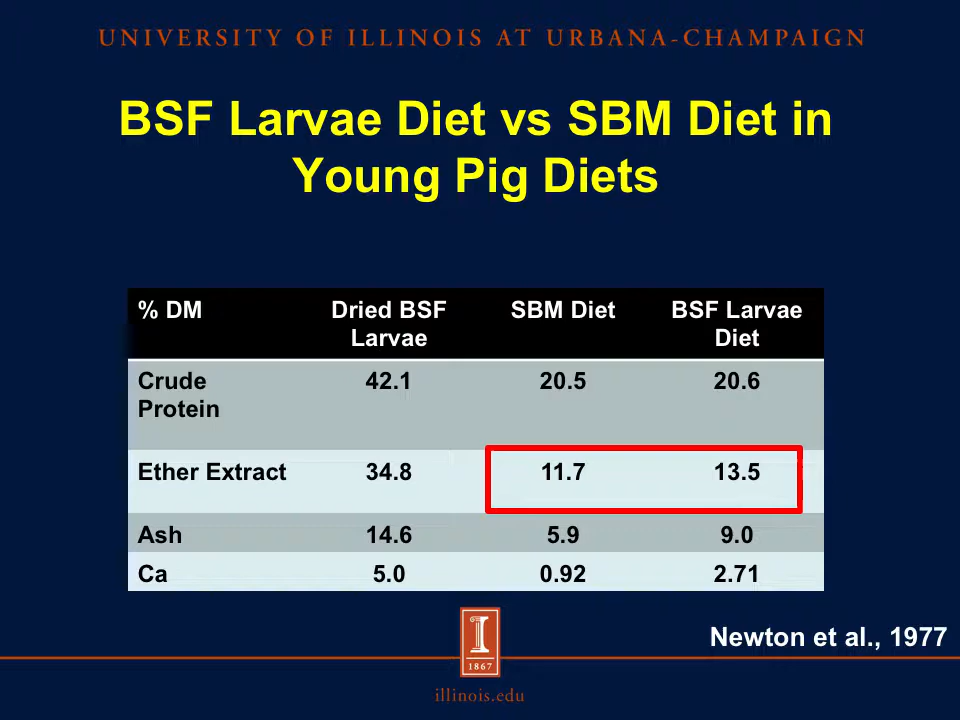 UNIVERSITY OF ILLINOIS AT URBANA-CHAMPAIGN
BSF Larvae Diet vs SBM Diet in
Young Pig Diets
% DM Dried BSF Larvae SBM Diet BSF Larvae Diet
Crude Protein 42.1 20.5 20.6
Ether Extract 34.8 11.7 13.5
Ash 14.6 5.9 9.0
Ca 5.0 0.92 2.71
Newton et al., 1977
I
1867
illinois.edu